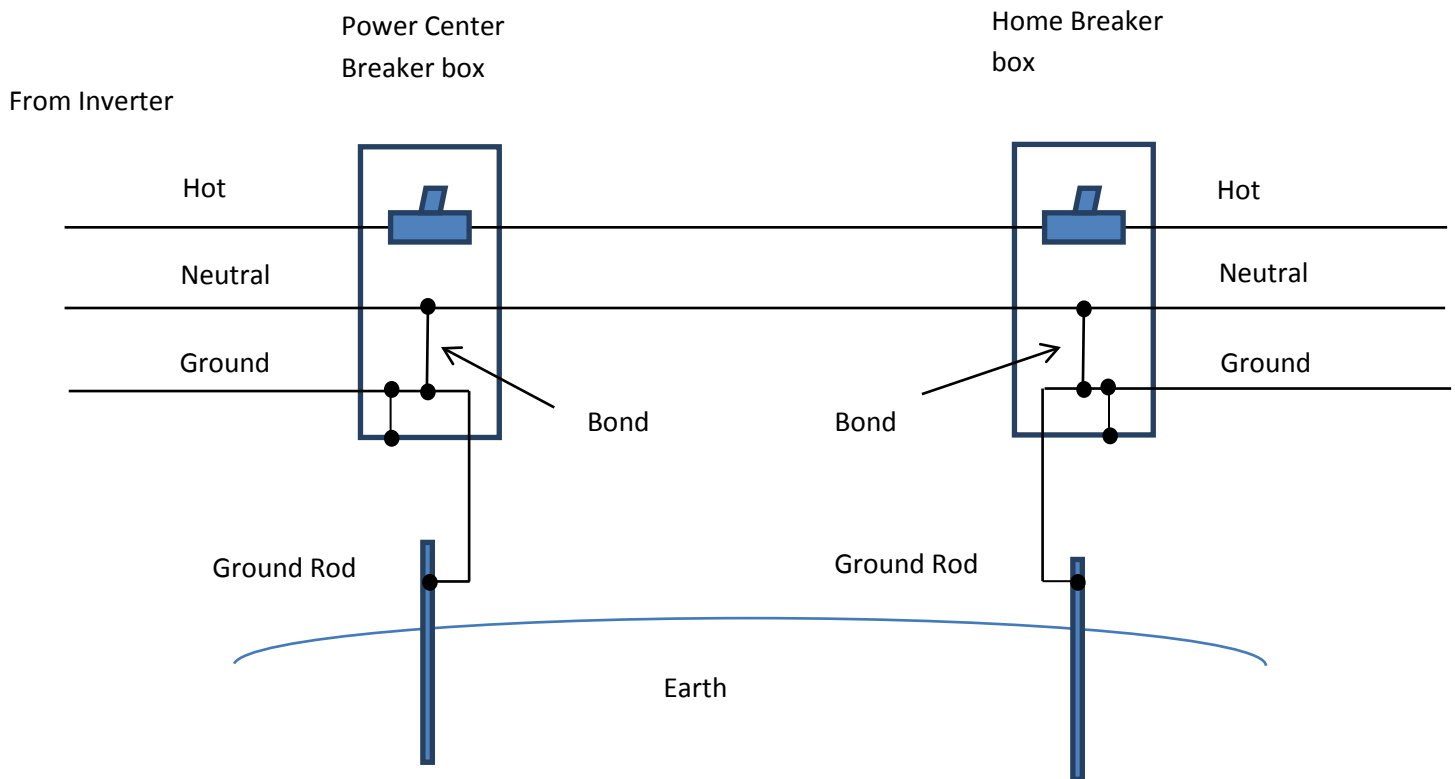 Power Center
Breaker box
Home Breaker
box
From Inverter
Hot
Hot
Neutral
Neutral
Ground
Ground
Bond
Bond
Ground Rod
Ground Rod
Earth